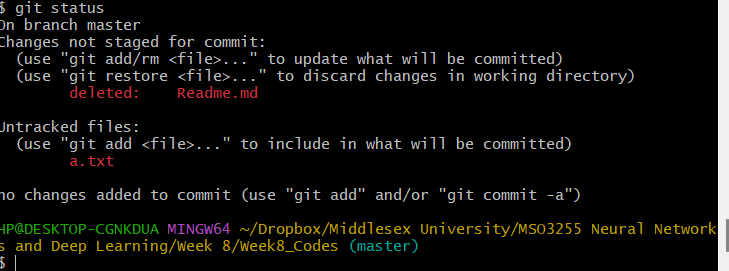 $ git status
On branch master
Changes not staged for commit:
  (use "git add/rm <file>..." to update what will be committed)
  (use "git restore <file>..." to discard changes in working directory)
        deleted:    Readme.md

Untracked files:
  (use "git add <file>..." to include in what will be committed)
        a.txt

no changes added to commit (use "git add" and/or "git commit -a")

HP@DESKTOP-CGNKDUA MINGW64 ~/Dropbox/Middlesex University/MSO3255 Neural Network
s and Deep Learning/Week 8/Week8_Codes (master)
$